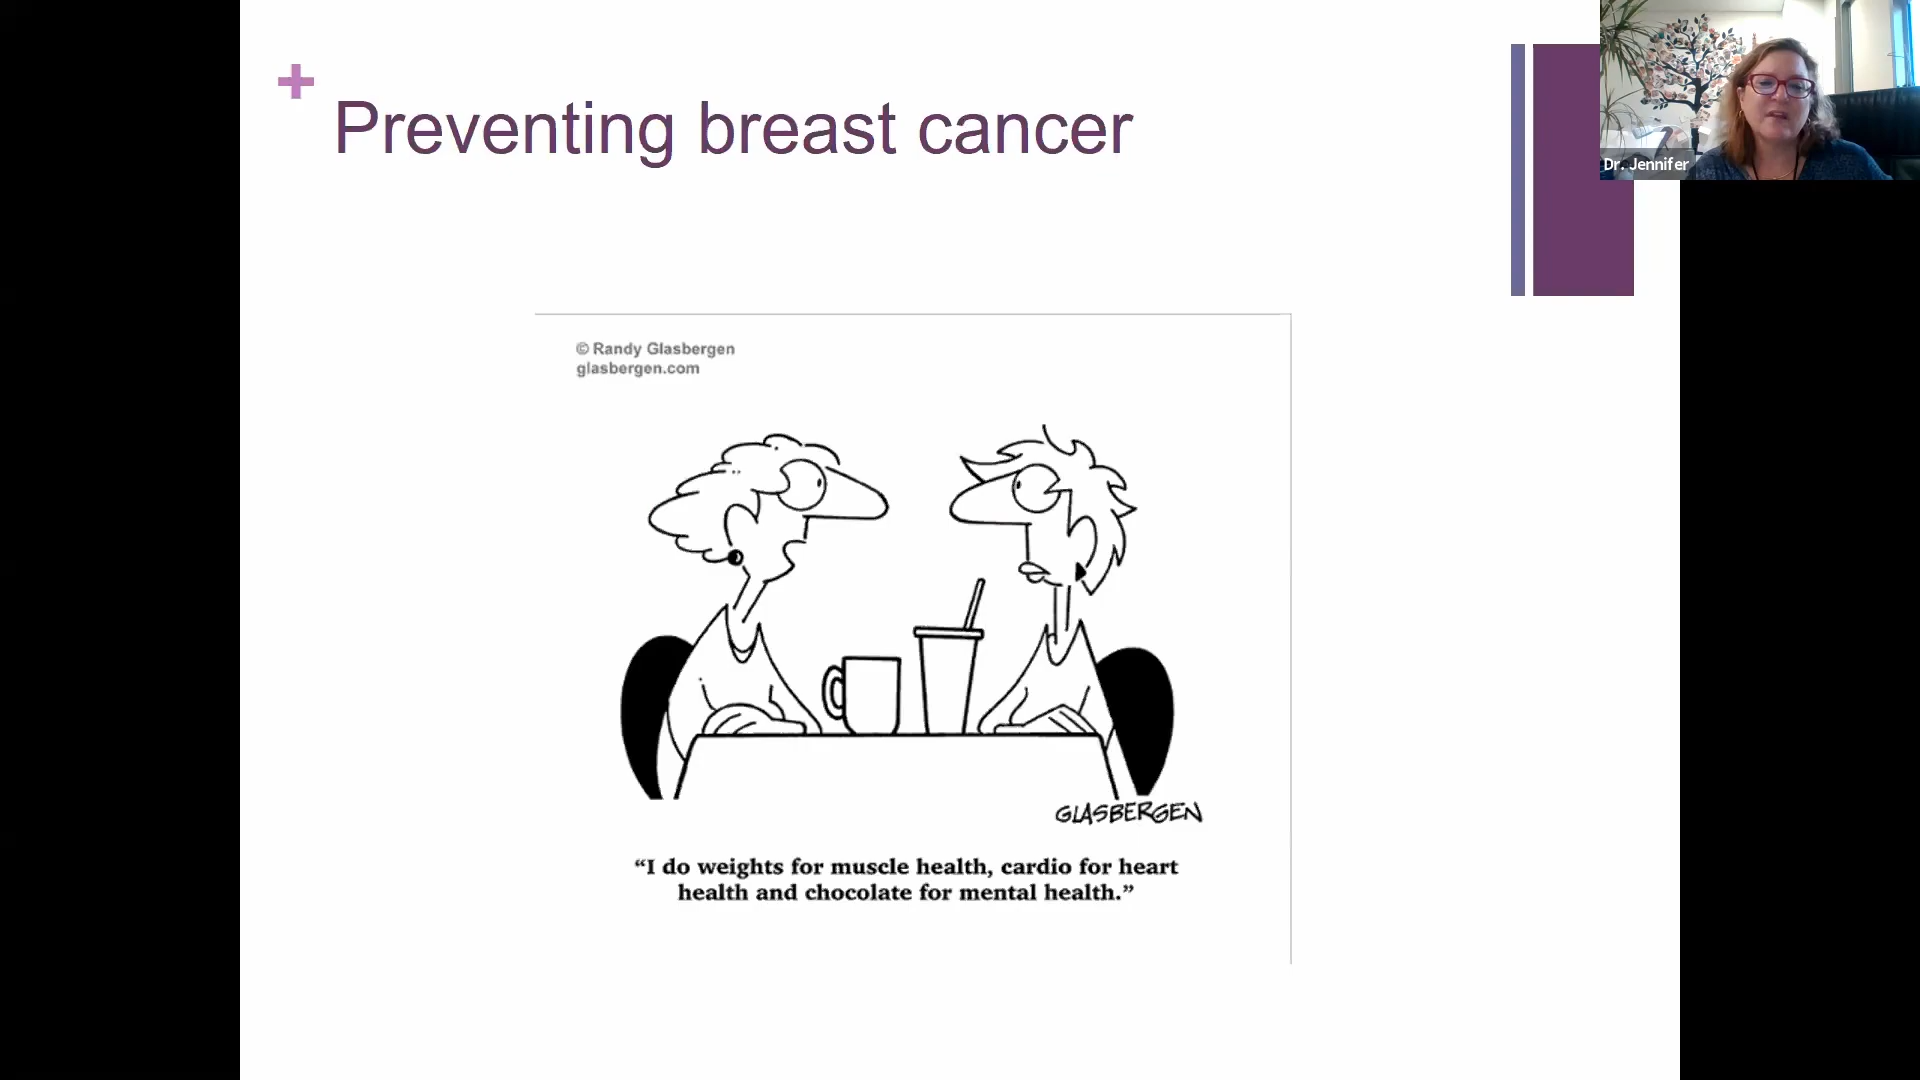 +
Preventing breast cancer
Dr. Jennifer
© Randy Glasbergen
glasbergen.com
GLASBERGEN
“I do weights for muscle health, cardio for heart
health and chocolate for mental health.”